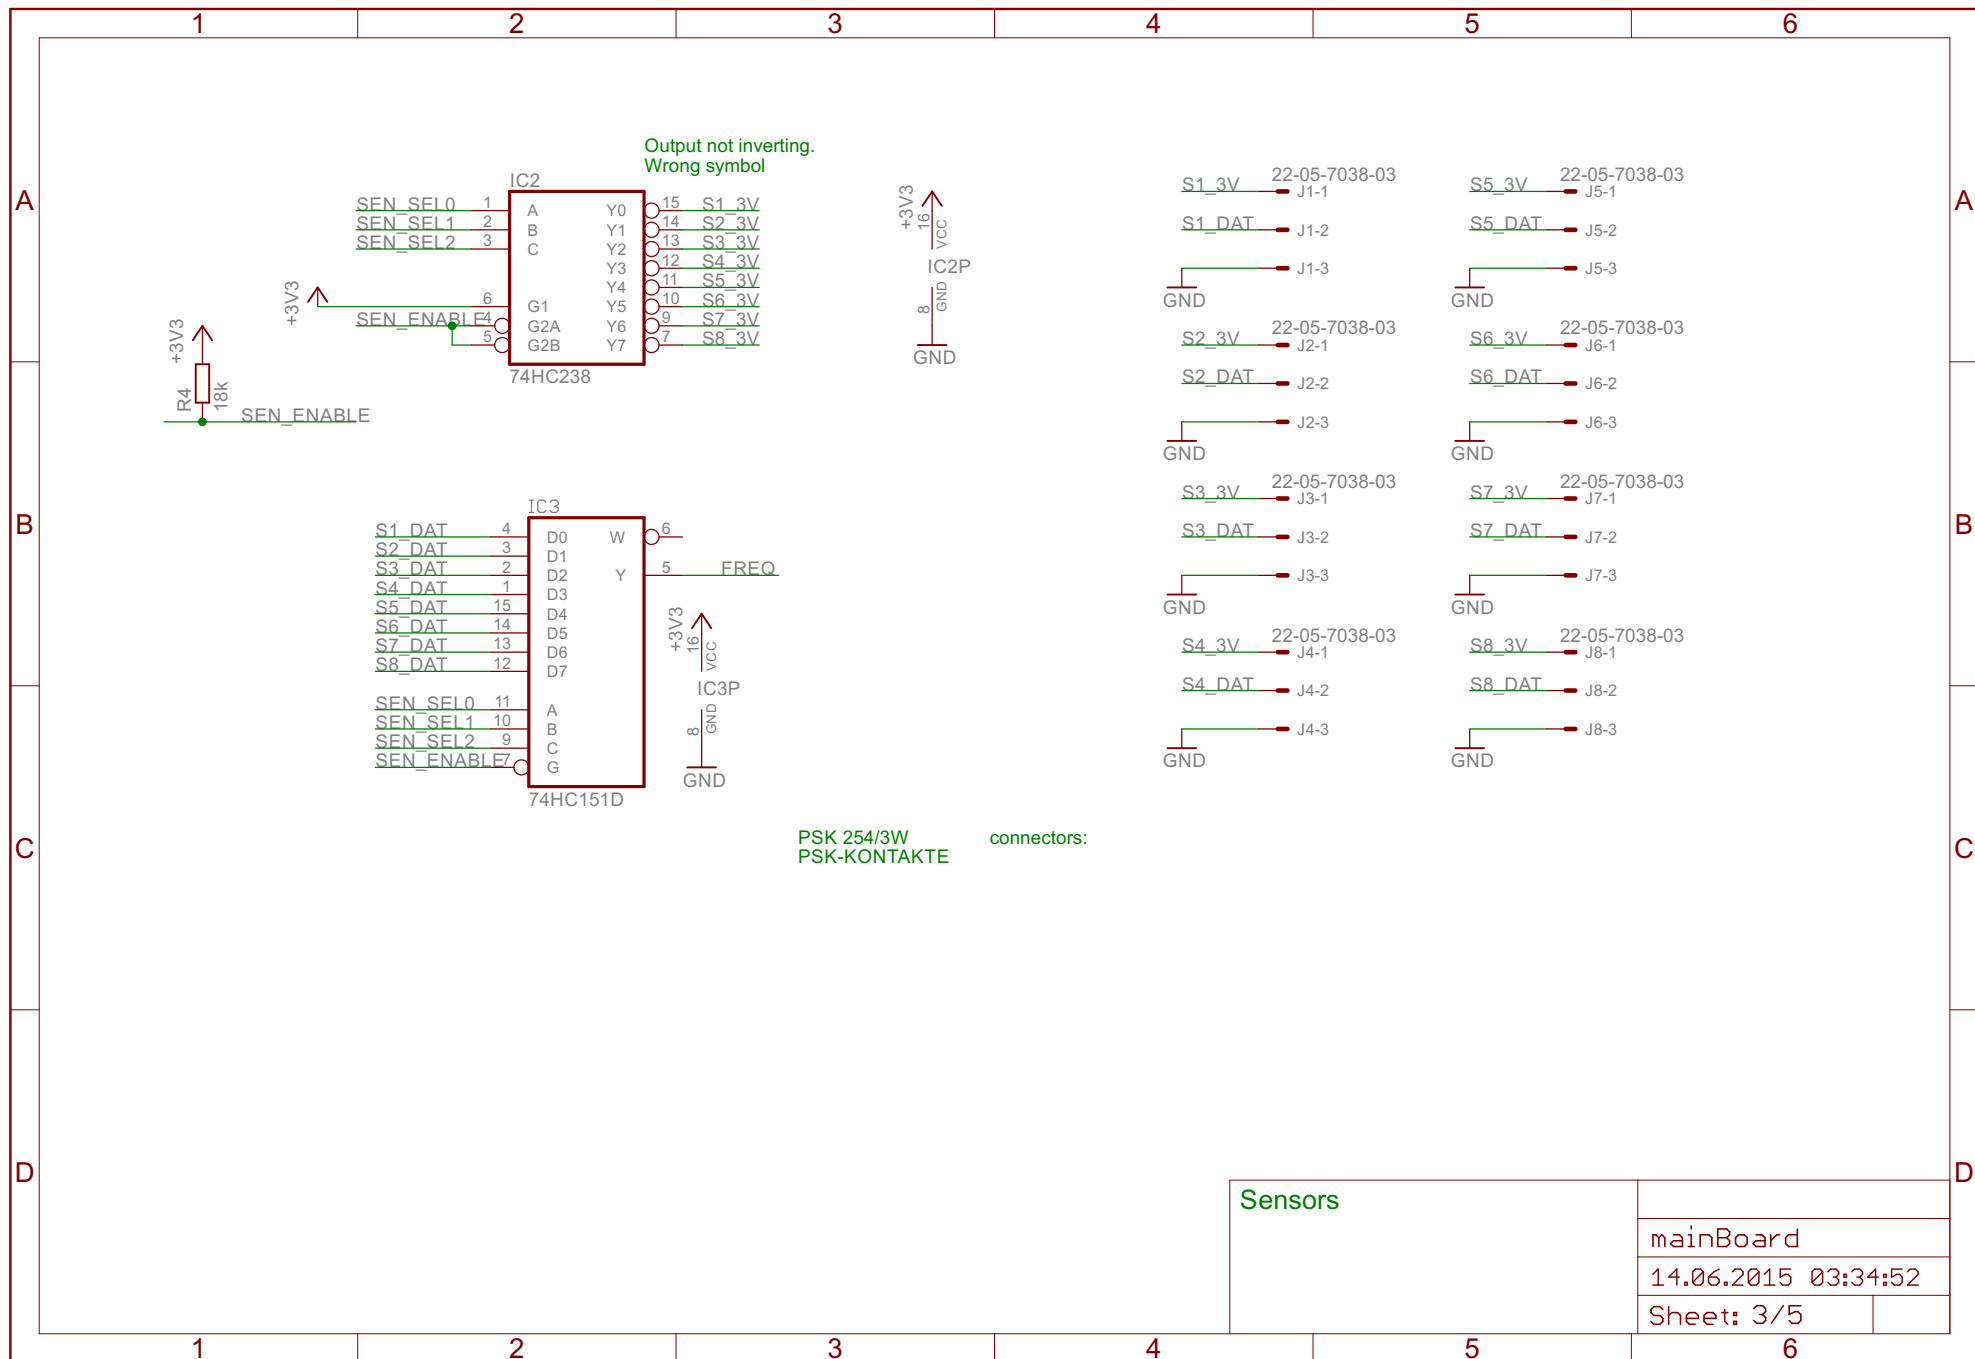 1 2 3 4 5 6
A A
B B
C C
D D
Output not inverting.
Wrong symbol
IC2
SEN_SEL0 1 A Y0 15 S1_3V
SEN_SEL1 2 B Y1 14 S2_3V
SEN_SEL2 3 C Y2 13 S3_3V
Y3 12 S4_3V
Y4 11 S5_3V
+3V3 6 G1 Y5 10 S6_3V
SEN_ENABLE 4 G2A Y6 9 S7_3V
5 G2B Y7 7 S8_3V
74HC238
+3V3
16 VCC
IC2P
8 GND
GND
+3V3
R4
18k
SEN_ENABLE
IC3
S1_DAT 4 D0 W 6
S2_DAT 3 D1
S3_DAT 2 D2 Y 5 FREQ
S4_DAT 1 D3
S5_DAT 15 D4
S6_DAT 14 D5
S7_DAT 13 D6
S8_DAT 12 D7
SEN_SEL0 11 A
SEN_SEL1 10 B
SEN_SEL2 9 C
SEN_ENABLE 7 G
74HC151D
+3V3
16 VCC
IC3P
8 GND
GND
22-05-7038-03
S1_3V J1-1
S1_DAT J1-2
J1-3
GND
22-05-7038-03
S2_3V J2-1
S2_DAT J2-2
J2-3
GND
22-05-7038-03
S3_3V J3-1
S3_DAT J3-2
J3-3
GND
22-05-7038-03
S4_3V J4-1
S4_DAT J4-2
J4-3
GND
22-05-7038-03
S5_3V J5-1
S5_DAT J5-2
J5-3
GND
22-05-7038-03
S6_3V J6-1
S6_DAT J6-2
J6-3
GND
22-05-7038-03
S7_3V J7-1
S7_DAT J7-2
J7-3
GND
22-05-7038-03
S8_3V J8-1
S8_DAT J8-2
J8-3
GND
PSK 254/3W connectors:
PSK-KONTAKTE
Sensors
mainBoard
14.06.2015 03:34:52
Sheet: 3/5
1 2 3 4 5 6